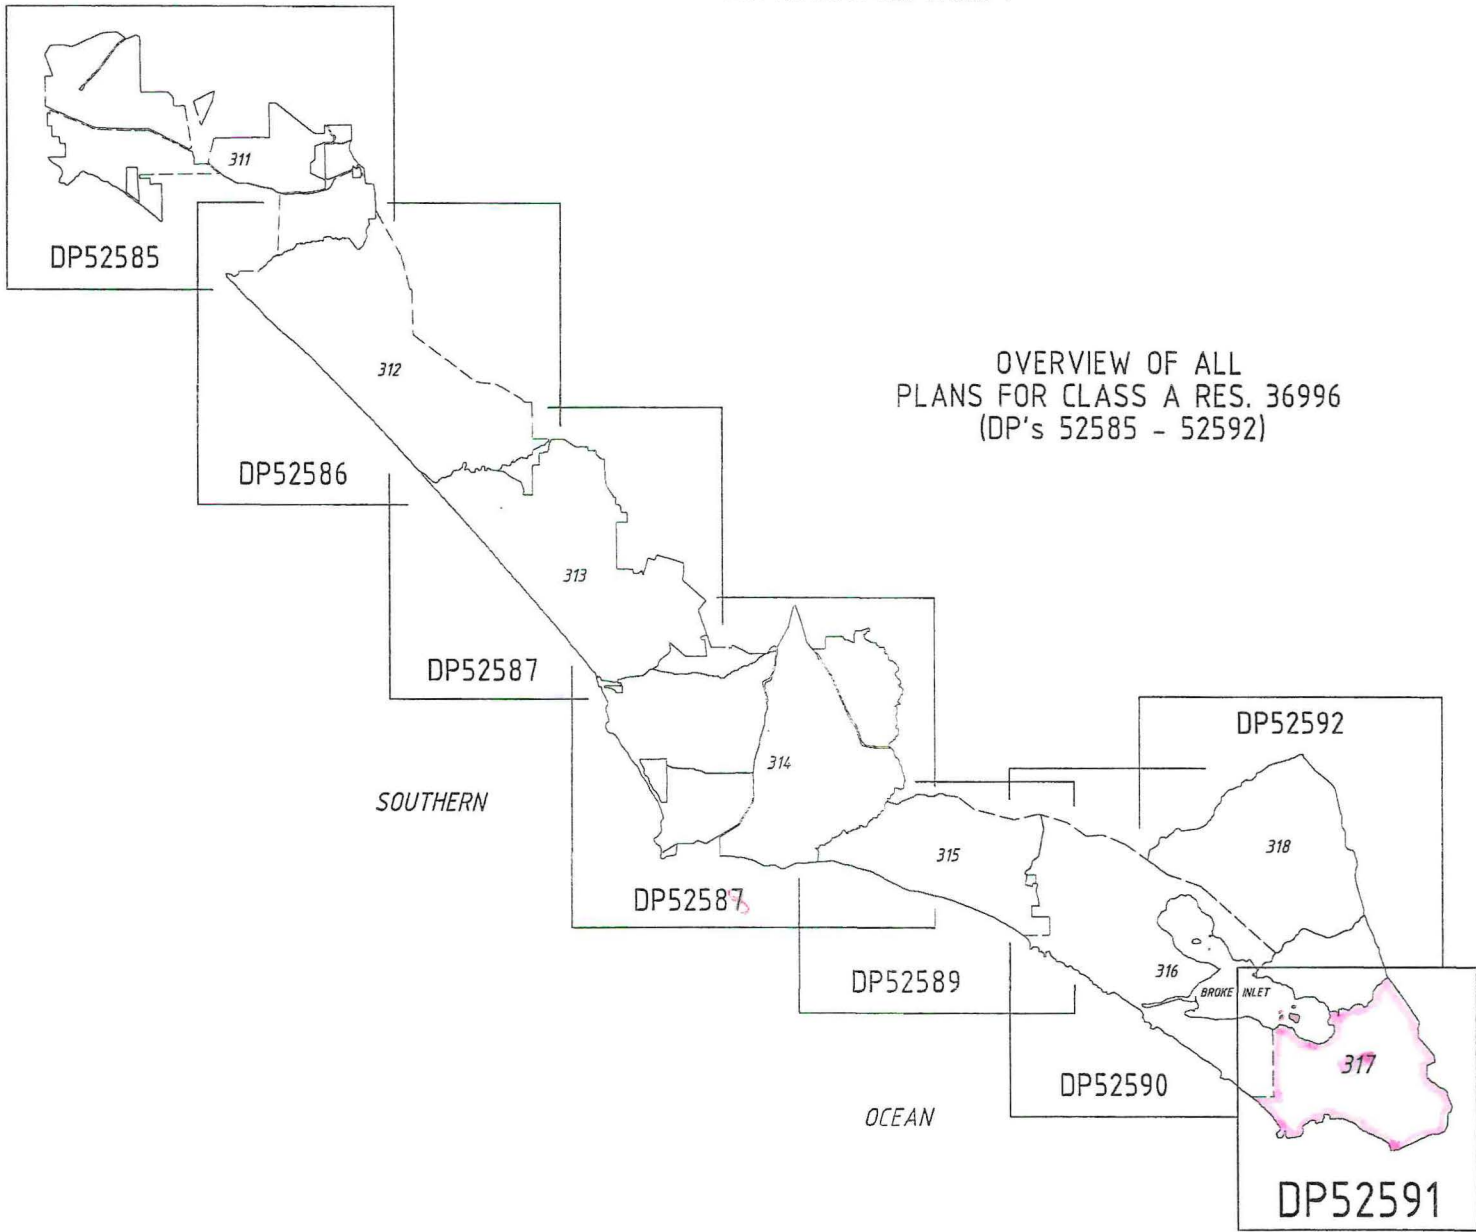 311
DP52585
312
OVERVIEW OF ALL
PLANS FOR CLASS A RES. 36996
(DP's 52585 - 52592)
DP52586
313
DP52587
DP52592
314
SOUTHERN
318
315
DP52588
316
DP52589
BROKE INLET
317
DP52590
OCEAN
DP52591